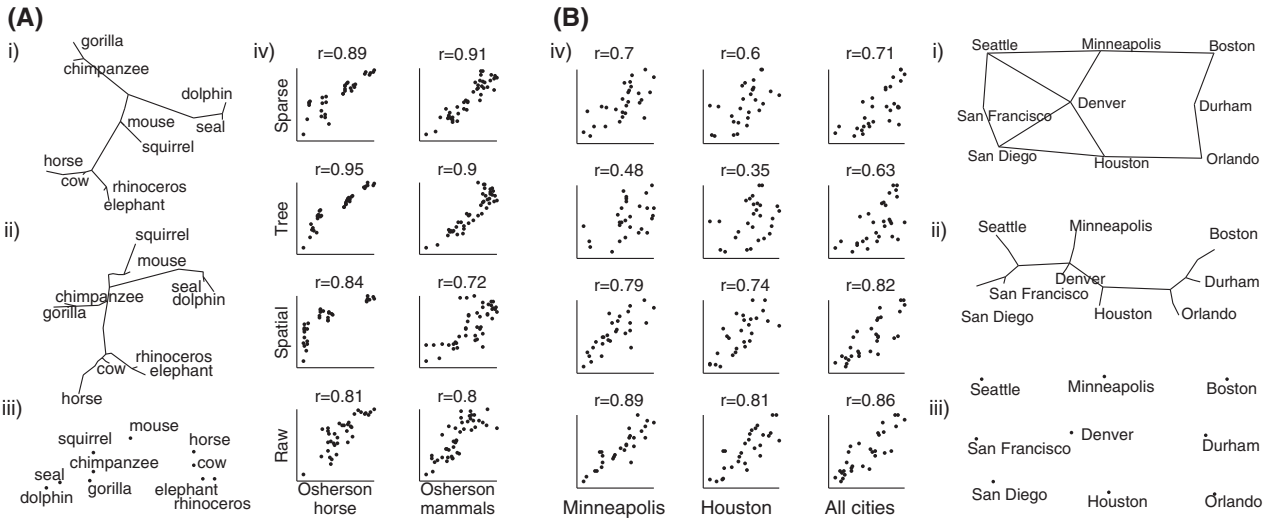 (A)
i)
gorilla
chimpanzee
dolphin
seal
mouse
squirrel
horse
cow
rhinoceros
elephant
ii)
squirrel
mouse
seal
dolphin
chimpanzee
gorilla
rhinoceros
cow
elephant
horse
iii)
mouse
squirrel
horse
chimpanzee
cow
seal
dolphin
gorilla
elephant
rhinoceros
iv)
r=0.89
r=0.91
Sparse
r=0.95
r=0.9
Tree
r=0.84
r=0.72
Spatial
r=0.81
r=0.8
Raw
Osherson
horse
Osherson
mammals
(B)
iv)
r=0.7
r=0.6
r=0.71
r=0.48
r=0.35
r=0.63
r=0.79
r=0.74
r=0.82
r=0.89
r=0.81
r=0.86
Minneapolis
Houston
All cities
i)
Seattle
Minneapolis
Boston
Denver
Durham
San Francisco
San Diego
Houston
Orlando
ii)
Seattle
Minneapolis
Boston
Denver
Durham
San Francisco
San Diego
Houston
Orlando
Seattle
Minneapolis
Boston
iii)
San Francisco
Denver
Durham
San Diego
Houston
Orlando